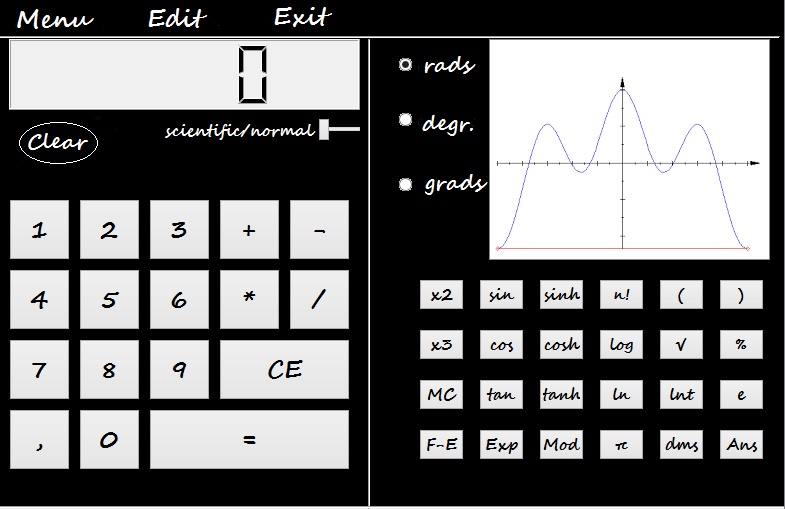 Menu Edit Exit
0
rads
scientific/normal
degr.
Clear
grads
1 2 3 + -
4 5 6 * /
7 8 9 CE
, 0 =
x2 sin sinh n! ( )
x3 cos cosh log √ %
MC tan tanh ln Int e
F-E Exp Mod π dms Ans